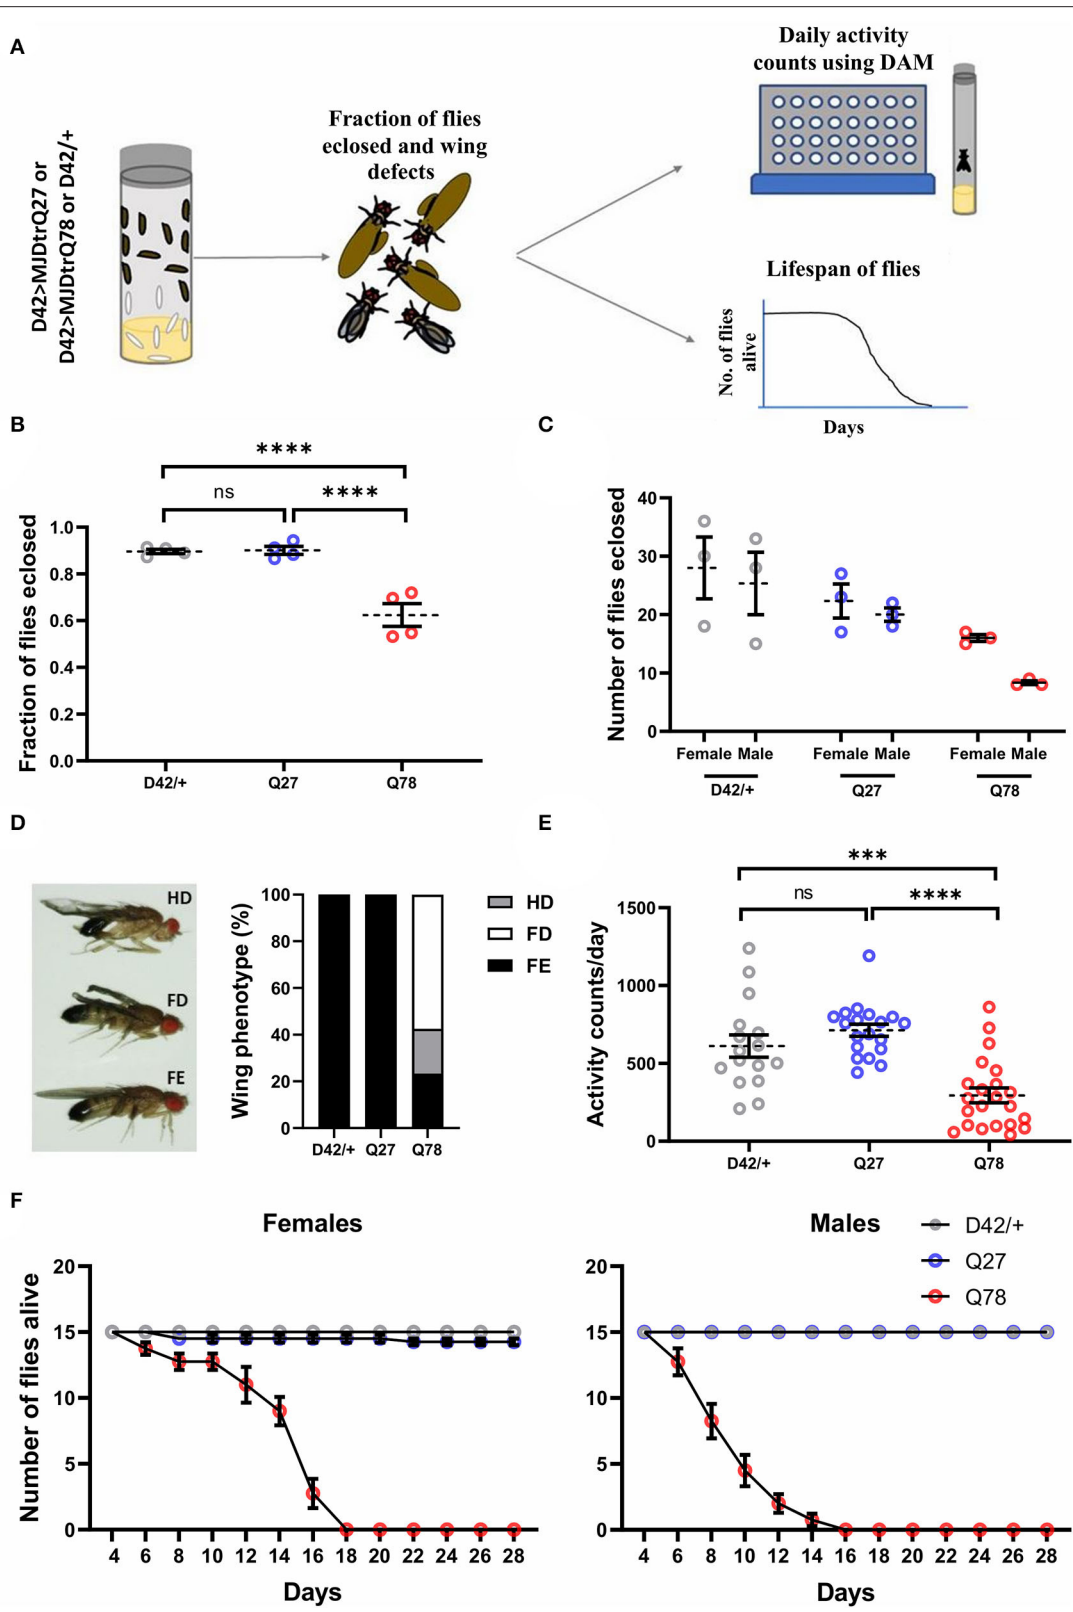 A
D42>MJDtrQ27 or
D42>MJDtrQ78 or D42/+
Fraction of flies
eclosed and wing
defects
Daily activity
counts using DAM
Lifespan of flies
No. of flies
alive
Days
B
****
ns
****
Fraction of flies eclosed
1.0
0.8
0.6
0.4
0.2
0.0
D42/+
Q27
Q78
C
Number of flies eclosed
40
30
20
10
0
Female Male
Female Male
Female Male
D42/+
Q27
Q78
D
HD
FD
FE
Wing phenotype (%)
100
80
60
40
20
0
D42/+ Q27 Q78
HD
FD
FE
E
***
ns
****
Activity counts/day
1500
1000
500
0
D42/+
Q27
Q78
F
Females
Number of flies alive
20
15
10
5
0
4 6 8 10 12 14 16 18 20 22 24 26 28
Days
Males
D42/+
Q27
Q78
20
15
10
5
0
4 6 8 10 12 14 16 18 20 22 24 26 28
Days